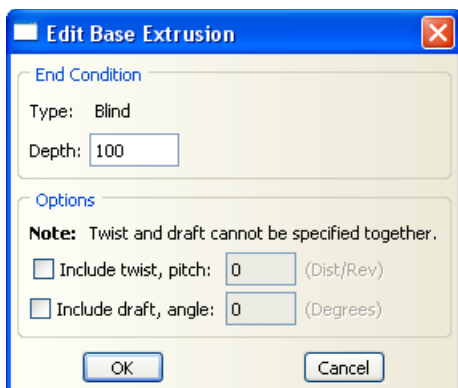 Edit Base Extrusion
End Condition
Type: Blind
Depth: 100
Options
Note: Twist and draft cannot be specified together.
Include twist, pitch: 0 (Dist/Rev)
Include draft, angle: 0 (Degrees)
OK Cancel